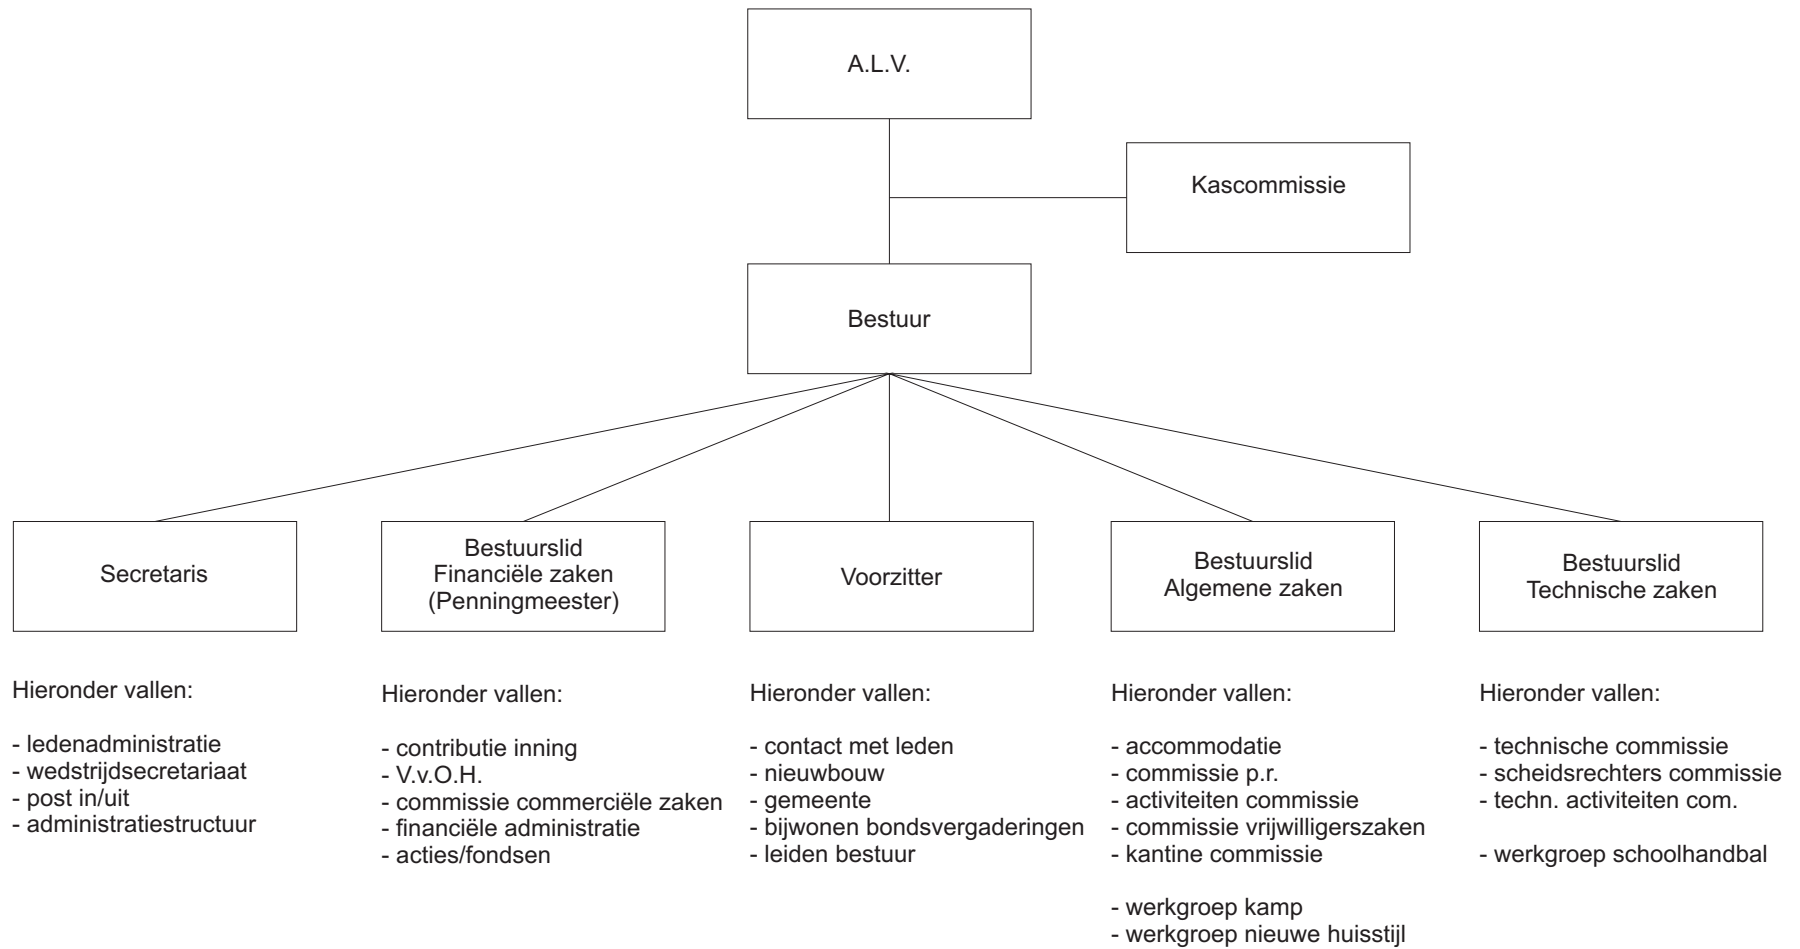 A.L.V.
Kascommissie
Bestuur
Secretaris
Bestuurslid
Financiële zaken
(Penningmeester)
Voorzitter
Bestuurslid
Algemene zaken
Bestuurslid
Technische zaken
Hieronder vallen:
- ledenadministratie
- wedstrijdsecretariaat
- post in/uit
- administratiestructuur
Hieronder vallen:
- contributie inning
- V.v.O.H.
- commissie commerciële zaken
- financiële administratie
- acties/fondsen
Hieronder vallen:
- contact met leden
- nieuwbouw
- gemeente
- bijwonen bondsvergaderingen
- leiden bestuur
Hieronder vallen:
- accommodatie
- commissie p.r.
- activiteiten commissie
- commissie vrijwilligerszaken
- kantine commissie
- werkgroep kamp
- werkgroep nieuwe huisstijl
Hieronder vallen:
- technische commissie
- scheidsrechters commissie
- techn. activiteiten com.
- werkgroep schoolhandbal